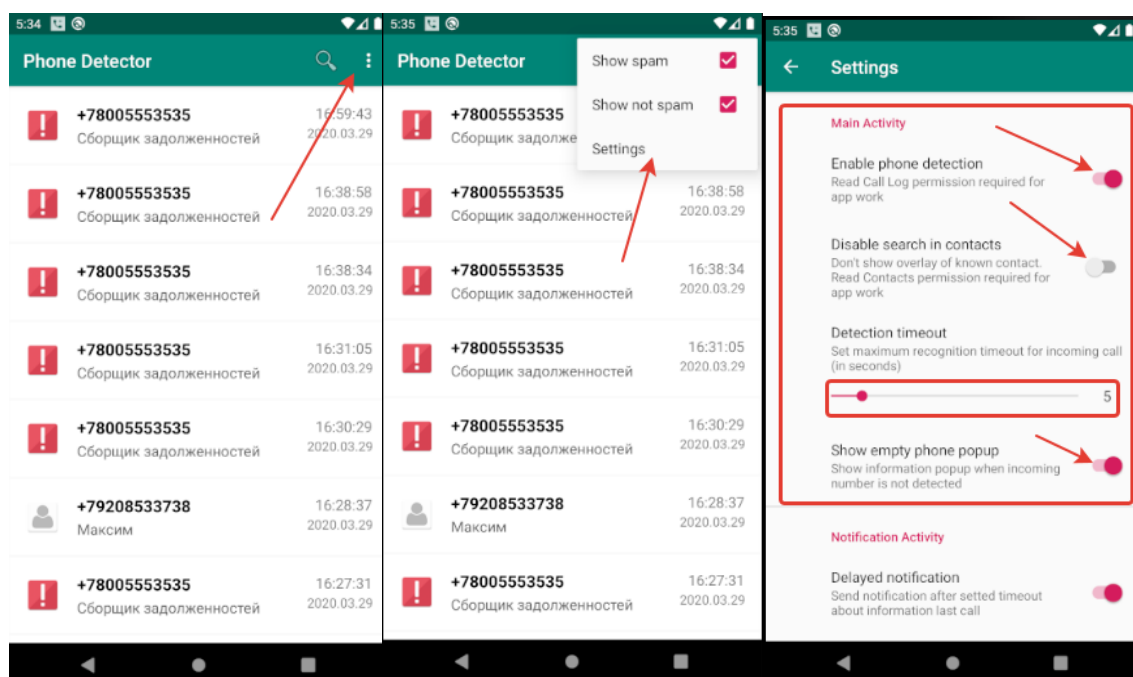 5:34
Phone Detector
+78005553535 16:59:43
Сборщик задолженностей 2020.03.29
+78005553535 16:38:58
Сборщик задолженностей 2020.03.29
+78005553535 16:38:34
Сборщик задолженностей 2020.03.29
+78005553535 16:31:05
Сборщик задолженностей 2020.03.29
+78005553535 16:30:29
Сборщик задолженностей 2020.03.29
+79208533738 16:28:37
Максим 2020.03.29
+78005553535 16:27:31
Сборщик задолженностей 2020.03.29
5:35
Phone Detector
Show spam
Show not spam
Settings
+78005553535
Сборщик задолже
+78005553535 16:38:58
Сборщик задолженностей 2020.03.29
+78005553535 16:38:34
Сборщик задолженностей 2020.03.29
+78005553535 16:31:05
Сборщик задолженностей 2020.03.29
+78005553535 16:30:29
Сборщик задолженностей 2020.03.29
+79208533738 16:28:37
Максим 2020.03.29
+78005553535 16:27:31
Сборщик задолженностей 2020.03.29
5:35
Settings
Main Activity
Enable phone detection
Read Call Log permission required for
app work
Disable search in contacts
Don't show overlay of known contact.
Read Contacts permission required for
app work
Detection timeout
Set maximum recognition timeout for incoming call
(in seconds)
5
Show empty phone popup
Show information popup when incoming
number is not detected
Notification Activity
Delayed notification
Send notification after setted timeout
about information last call